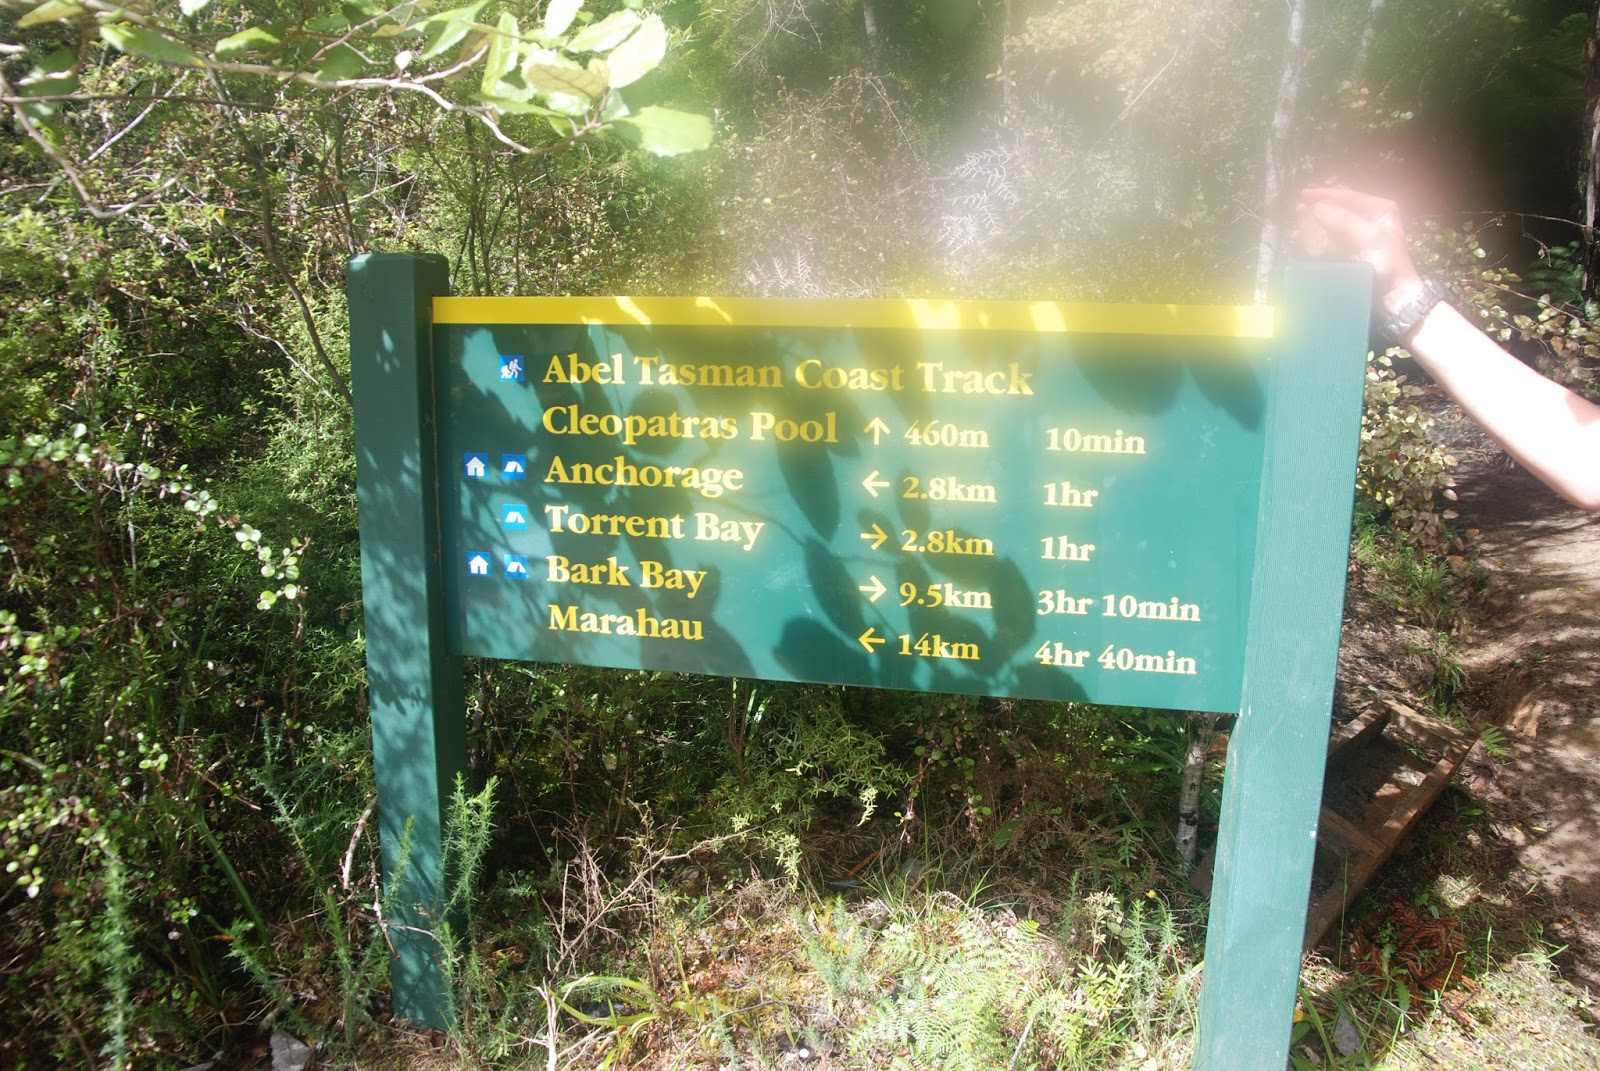 Abel Tasman Coast Track
Cleopatras Pool ↑ 460m 10min
Anchorage ← 2.8km 1hr
Torrent Bay → 2.8km 1hr
Bark Bay → 9.5km 3hr 10min
Marahau ← 14km 4hr 40min